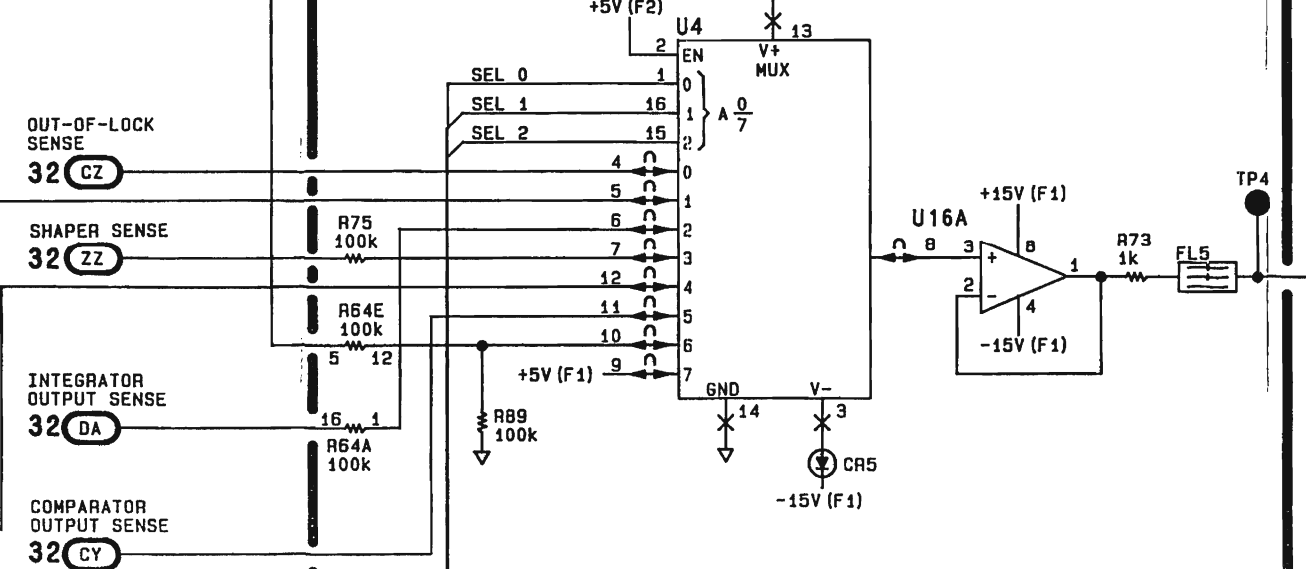 +5V (F2)
U4
13
2
EN
V+
MUX
SEL 0
1
0
SEL 1
16
1
A 0/7
SEL 2
15
2
OUT-OF-LOCK
SENSE
32 CZ
4
0
5
1
SHAPER SENSE
32 ZZ
R75
100k
6
2
7
3
12
4
R64E
100k
11
5
5
12
10
6
+5V (F1)
9
7
INTEGRATOR
OUTPUT SENSE
32 DA
16
1
R64A
100k
R89
100k
GND
14
V-
3
CR5
-15V (F1)
COMPARATOR
OUTPUT SENSE
32 CY
U16A
8
3
+
+15V (F1)
8
2
-
1
4
-15V (F1)
R73
1k
FL5
TP4